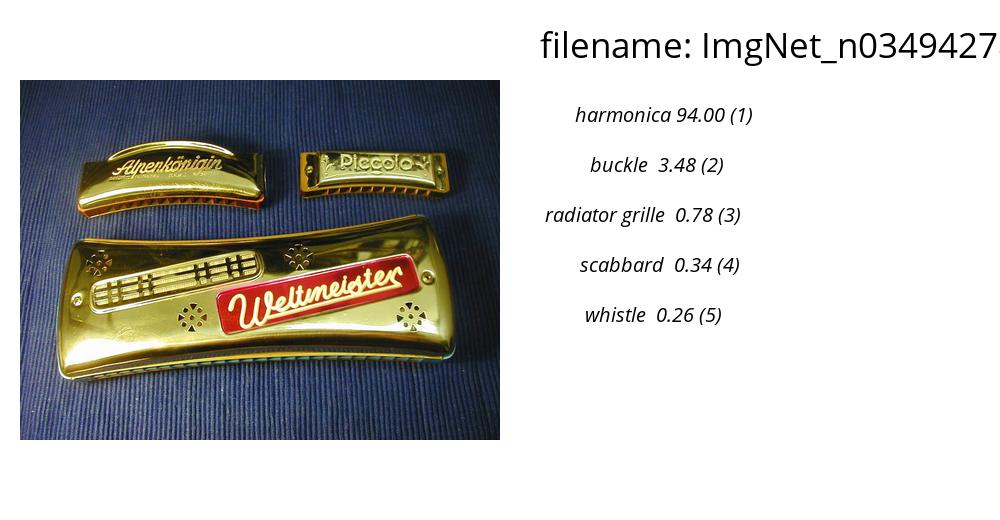 filename: ImgNet_n0349427
harmonica 94.00 (1)
buckle 3.48 (2)
radiator grille 0.78 (3)
scabbard 0.34 (4)
whistle 0.26 (5)
Alpenkönigin
Piccolo
Weltmeister